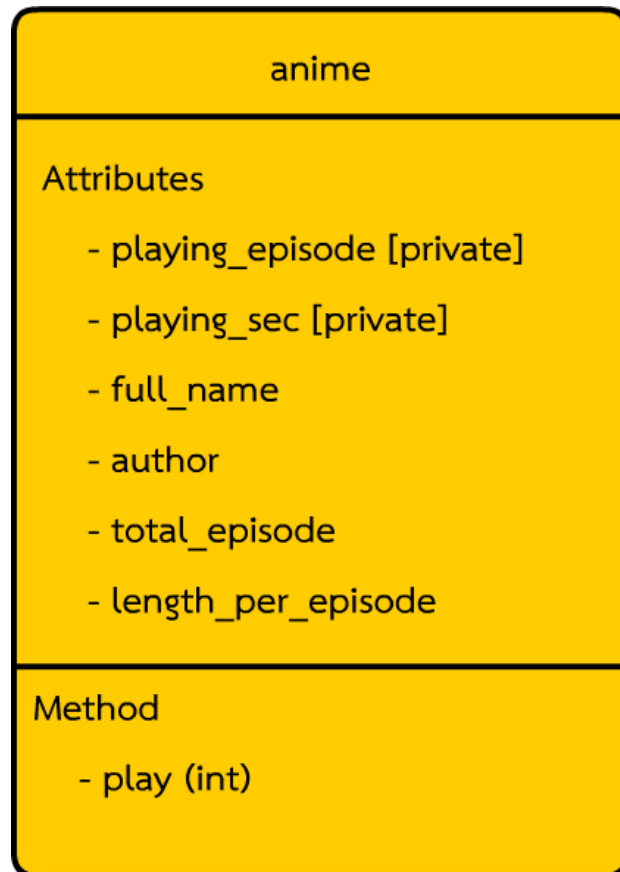 anime
Attributes
- playing_episode [private]
- playing_sec [private]
- full_name
- author
- total_episode
- length_per_episode
Method
- play (int)